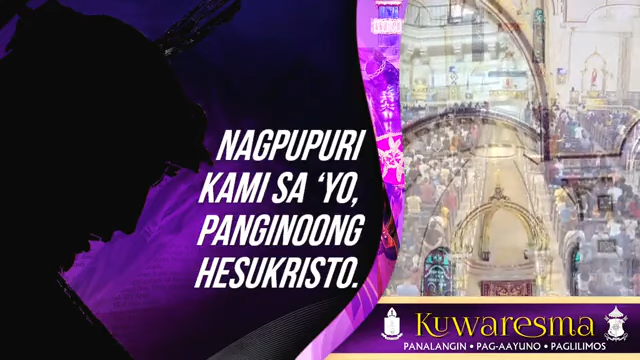 NAGPUPURI
KAMI SA ‘YO,
PANGINOONG
HESUKRISTO.
Kuwaresma
PANALANGIN • PAG-AAYUNO • PAGLILIMOS